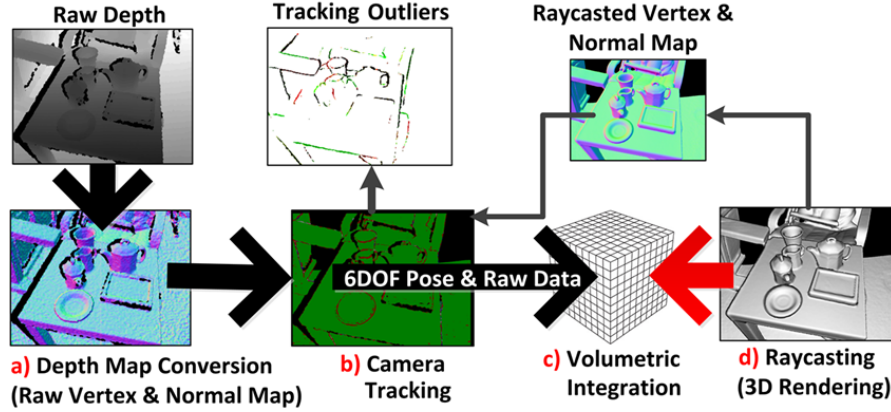 Raw Depth
Tracking Outliers
Raycasted Vertex &
Normal Map
6DOF Pose & Raw Data
a) Depth Map Conversion
(Raw Vertex & Normal Map)
b) Camera
Tracking
c) Volumetric
Integration
d) Raycasting
(3D Rendering)